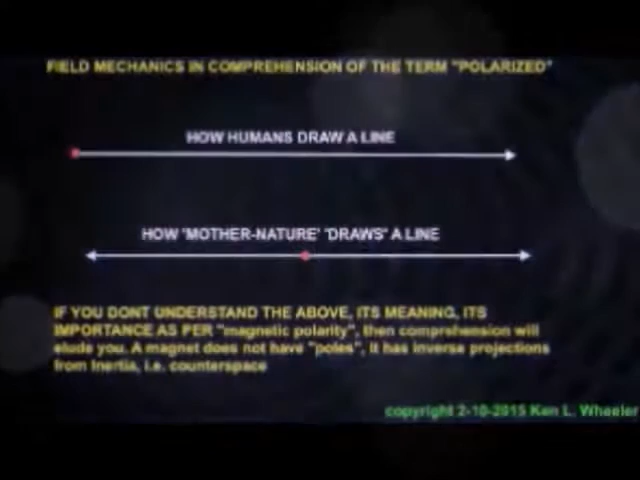 FIELD MECHANICS IN COMPREHENSION OF THE TERM "POLARIZED"
HOW HUMANS DRAW A LINE
HOW 'MOTHER-NATURE' 'DRAWS' A LINE
IF YOU DONT UNDERSTAND THE ABOVE, ITS MEANING, ITS
IMPORTANCE AS PER "magnetic polarity", then comprehension will
elude you. A magnet does not have "poles", it has inverse projections
from Inertia, i.e. counterspace
copyright 2-10-2015 Ken L. Wheeler